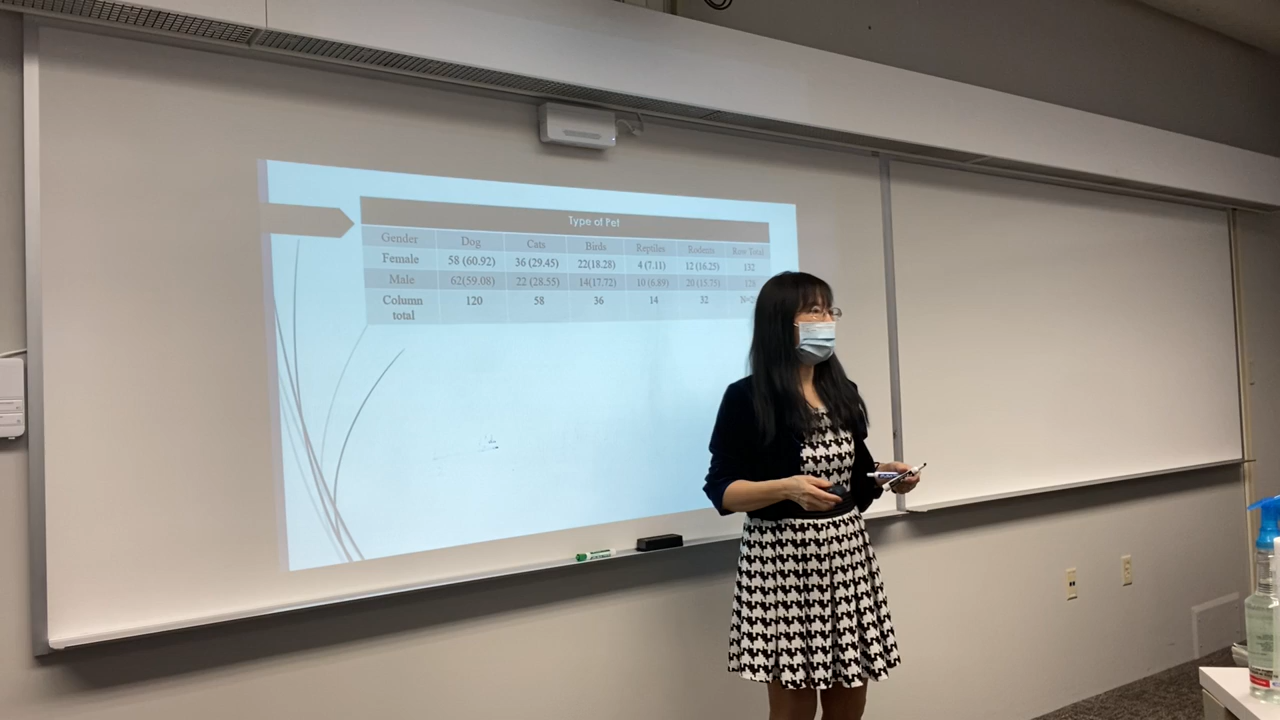 Type of Pet
Gender Dog Cats Birds Reptiles Rodents Row Total
Female 58 (60.92) 36 (29.45) 22(18.28) 4 (7.11) 12 (16.25) 132
Male 62(59.08) 22 (28.55) 14(17.72) 10 (6.89) 20 (15.75) 128
Column 120 58 36 14 32
total